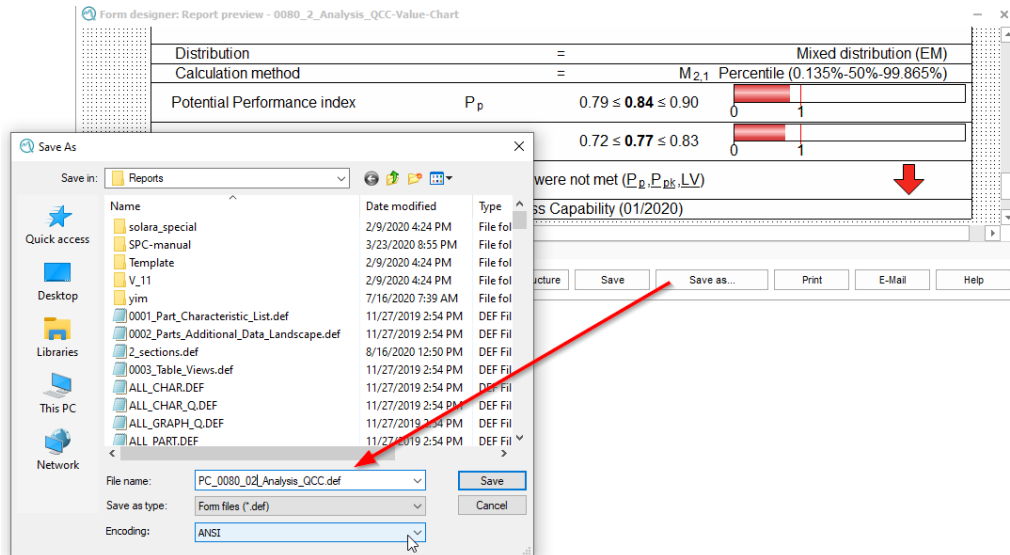 Form designer: Report preview - 0080_2_Analysis_QCC-Value-Chart
Distribution = Mixed distribution (EM)
Calculation method = M2,1 Percentile (0.135%-50%-99.865%)
Potential Performance index Pp 0.79 ≤ 0.84 ≤ 0.90
0 1
0.72 ≤ 0.77 ≤ 0.83
0 1
were not met (Pp,Ppk,LV)
ss Capability (01/2020)
ucture Save Save as... Print E-Mail Help
Save As
Save in: Reports
Quick access
Desktop
Libraries
This PC
Network
Name Date modified Type
solara_special 2/9/2020 4:24 PM File fol
SPC-manual 3/23/2020 8:55 PM File fol
Template 2/9/2020 4:24 PM File fol
V_11 2/9/2020 4:24 PM File fol
yim 7/16/2020 7:39 AM File fol
0001_Part_Characteristic_List.def 11/27/2019 2:54 PM DEF Fil
0002_Parts_Additional_Data_Landscape.def 11/27/2019 2:54 PM DEF Fil
2_sections.def 8/16/2020 12:50 PM DEF Fil
0003_Table_Views.def 11/27/2019 2:54 PM DEF Fil
ALL_CHAR.DEF 11/27/2019 2:54 PM DEF Fil
ALL_CHAR_Q.DEF 11/27/2019 2:54 PM DEF Fil
ALL_GRAPH_Q.DEF 11/27/2019 2:54 PM DEF Fil
ALL_PART.DEF 11/27/2019 2:54 PM DEF Fil
File name: PC_0080_02_Analysis_QCC.def Save
Save as type: Form files (*.def) Cancel
Encoding: ANSI